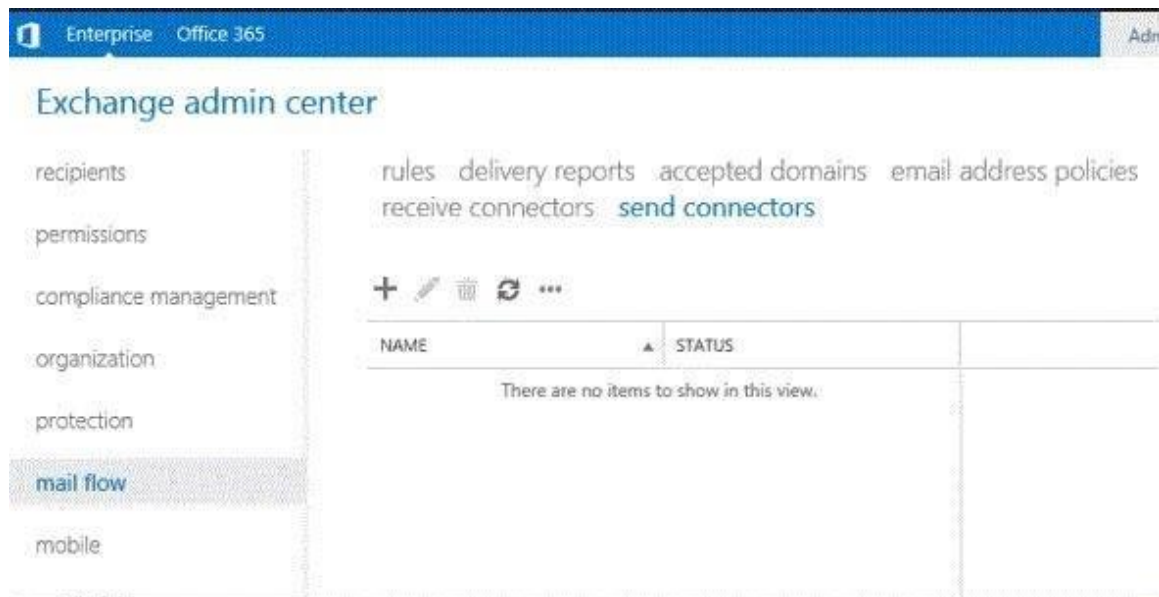 Enterprise Office 365
Exchange admin center
recipients
permissions
compliance management
organization
protection
mail flow
mobile
rules delivery reports accepted domains email address policies
receive connectors send connectors
NAME STATUS
There are no items to show in this view.